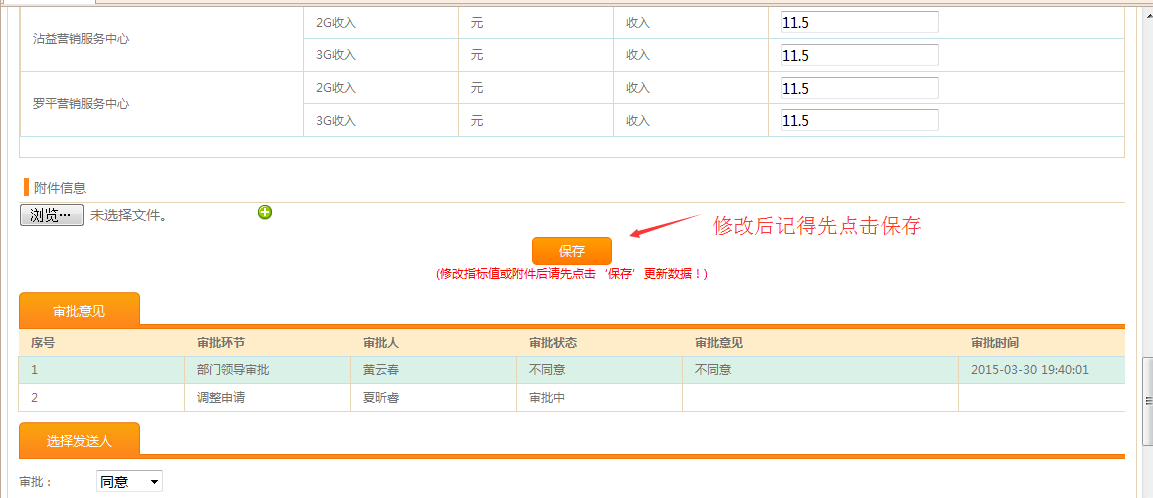 沾益营销服务中心 2G收入 元 收入 11.5
3G收入 元 收入 11.5
罗平营销服务中心 2G收入 元 收入 11.5
3G收入 元 收入 11.5
附件信息
浏览… 未选择文件。
修改后记得先点击保存
保存
(修改指标值或附件后请先点击‘保存’更新数据！)
审批意见
序号 审批环节 审批人 审批状态 审批意见 审批时间
1 部门领导审批 黄云春 不同意 不同意 2015-03-30 19:40:01
2 调整申请 夏昕睿 审批中
选择发送人
审批： 同意